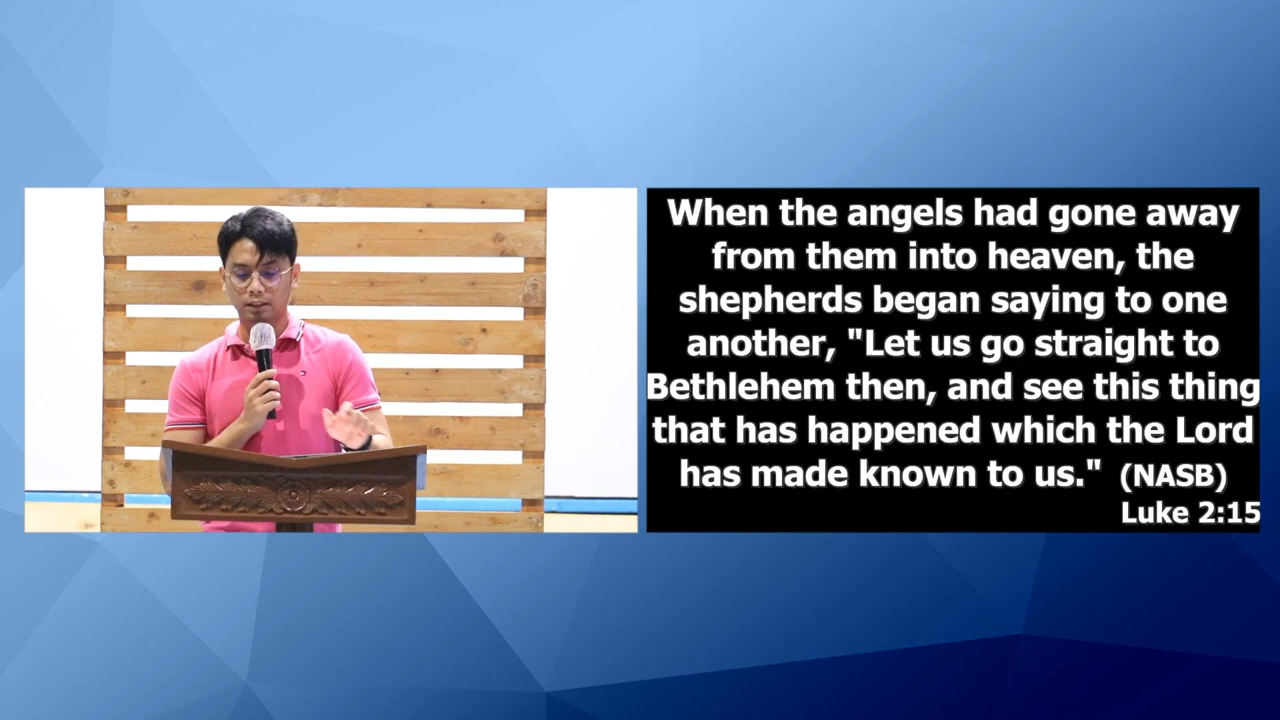 When the angels had gone away
from them into heaven, the
shepherds began saying to one
another, "Let us go straight to
Bethlehem then, and see this thing
that has happened which the Lord
has made known to us." (NASB)
Luke 2:15